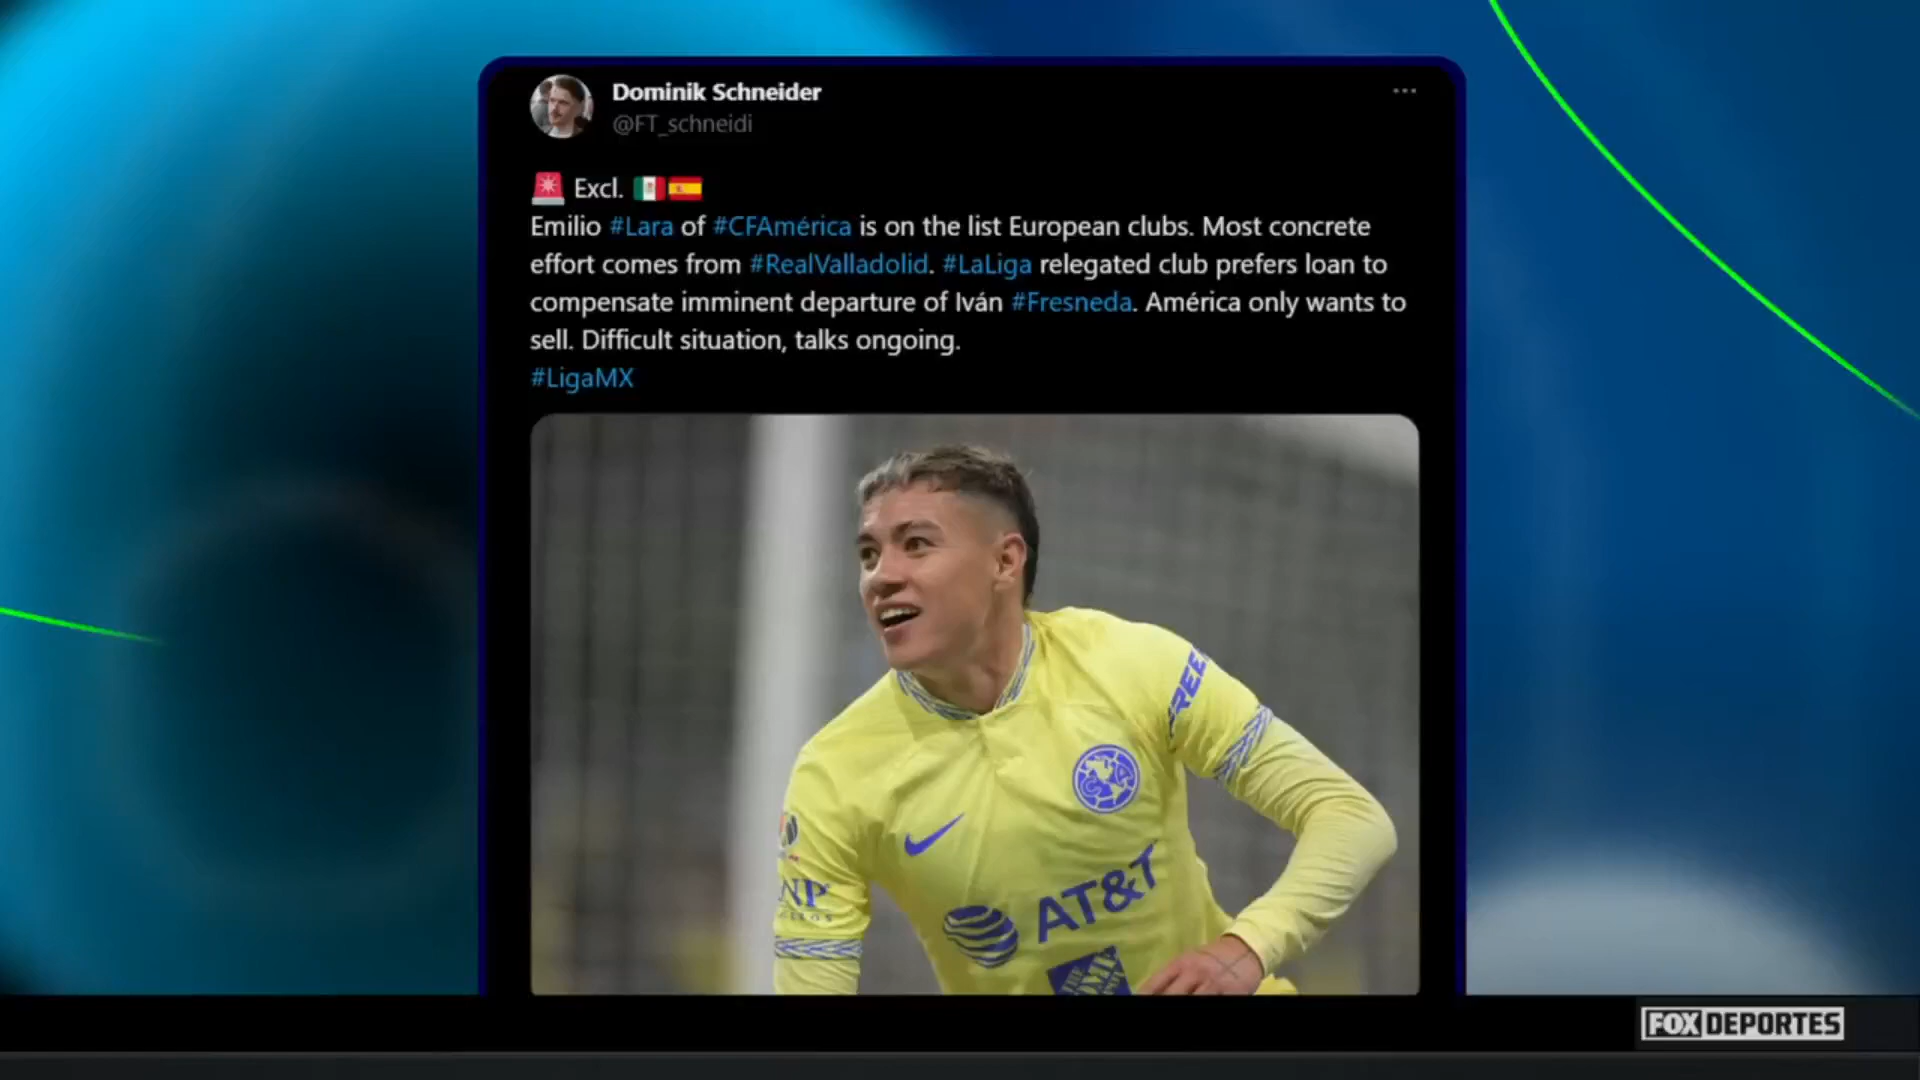 Dominik Schneider
@FT_schneidi
Excl.
Emilio #Lara of #CFAmérica is on the list European clubs. Most concrete
effort comes from #RealValladolid. #LaLiga relegated club prefers loan to
compensate imminent departure of Iván #Fresneda. América only wants to
sell. Difficult situation, talks ongoing.
#LigaMX
AT&T
THE
FOX DEPORTES